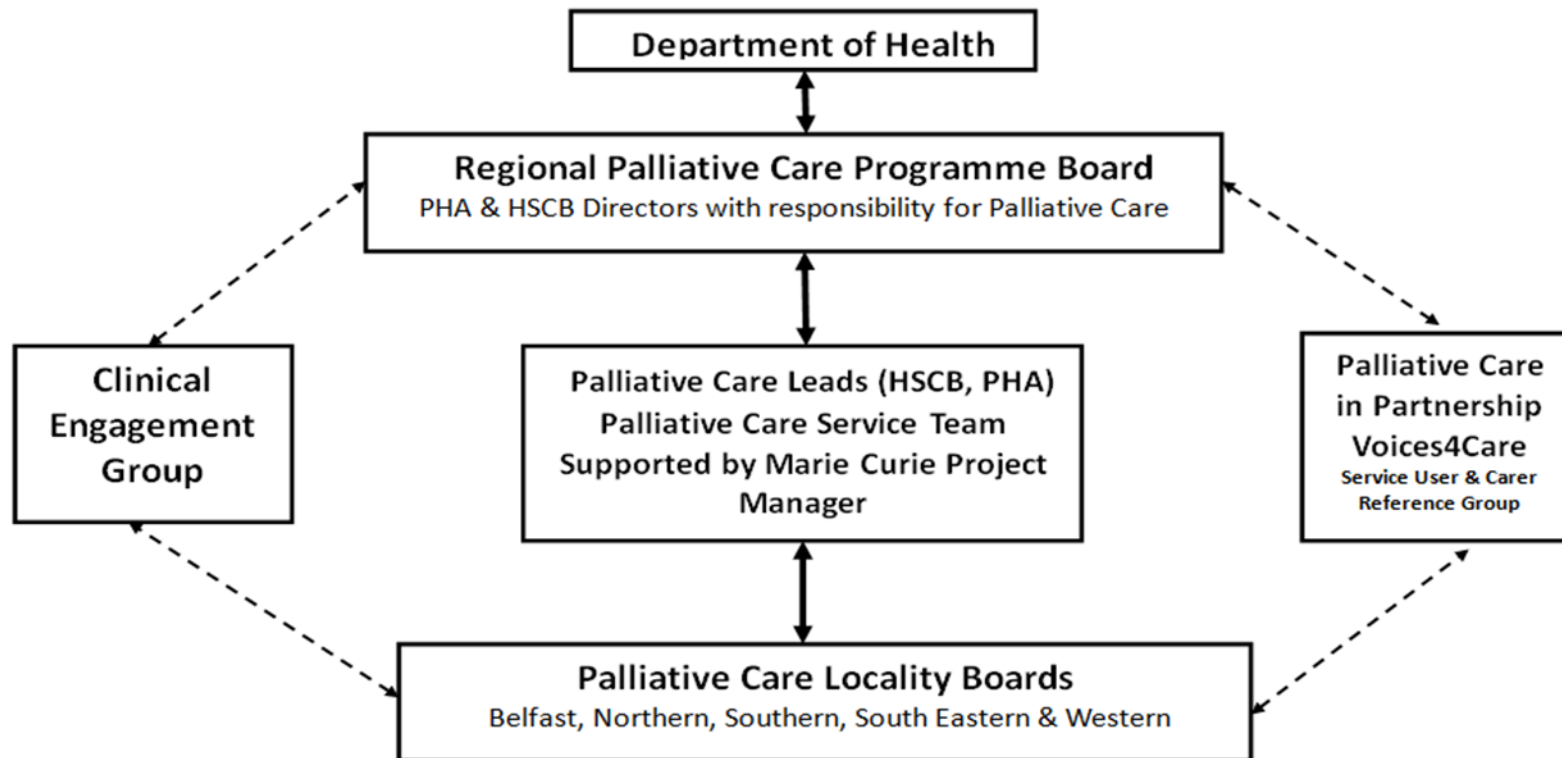 Department of Health
Regional Palliative Care Programme Board
PHA & HSCB Directors with responsibility for Palliative Care
Clinical
Engagement
Group
Palliative Care Leads (HSCB, PHA)
Palliative Care Service Team
Supported by Marie Curie Project
Manager
Palliative Care
in Partnership
Voices4Care
Service User & Carer
Reference Group
Palliative Care Locality Boards
Belfast, Northern, Southern, South Eastern & Western